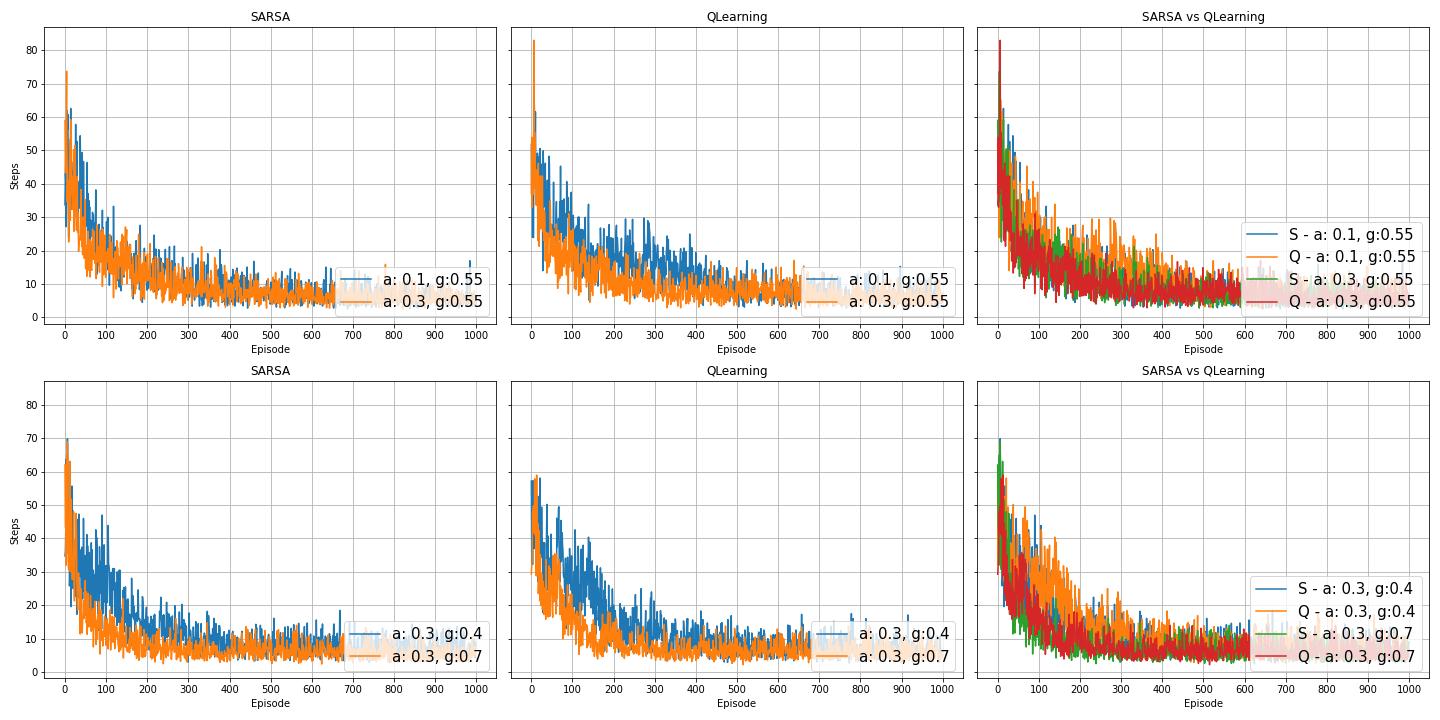 SARSA
QLearning
SARSA vs QLearning
80
70
60
50
40
30
20
10
0
Steps
a: 0.1, g:0.55
a: 0.3, g:0.55
a: 0.1, g:0.55
a: 0.3, g:0.55
S - a: 0.1, g:0.55
Q - a: 0.1, g:0.55
S - a: 0.3, g:0.55
Q - a: 0.3, g:0.55
0 100 200 300 400 500 600 700 800 900 1000
0 100 200 300 400 500 600 700 800 900 1000
0 100 200 300 400 500 600 700 800 900 1000
Episode
Episode
Episode
SARSA
QLearning
SARSA vs QLearning
80
70
60
50
40
30
20
10
0
Steps
a: 0.3, g:0.4
a: 0.3, g:0.7
a: 0.3, g:0.4
a: 0.3, g:0.7
S - a: 0.3, g:0.4
Q - a: 0.3, g:0.4
S - a: 0.3, g:0.7
Q - a: 0.3, g:0.7
0 100 200 300 400 500 600 700 800 900 1000
0 100 200 300 400 500 600 700 800 900 1000
0 100 200 300 400 500 600 700 800 900 1000
Episode
Episode
Episode